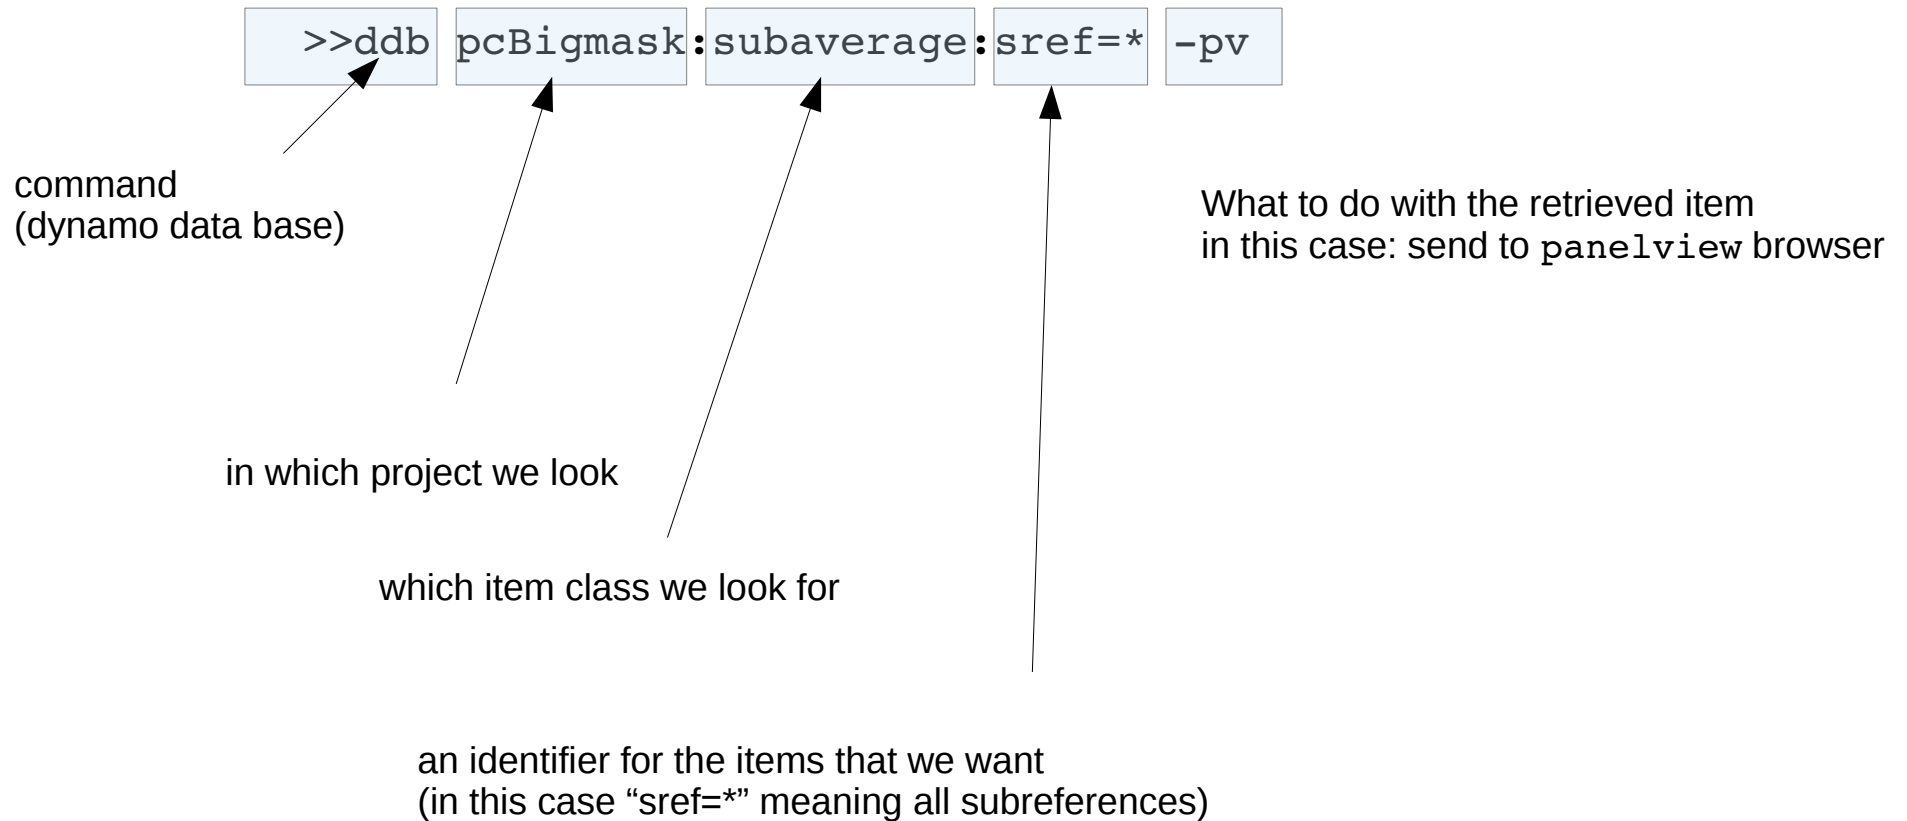 >>ddb pcBigmask:subaverage:sref=* -pv
command
(dynamo data base)
What to do with the retrieved item
in this case: send to panelview browser
in which project we look
which item class we look for
an identifier for the items that we want
(in this case “sref=*” meaning all subreferences)